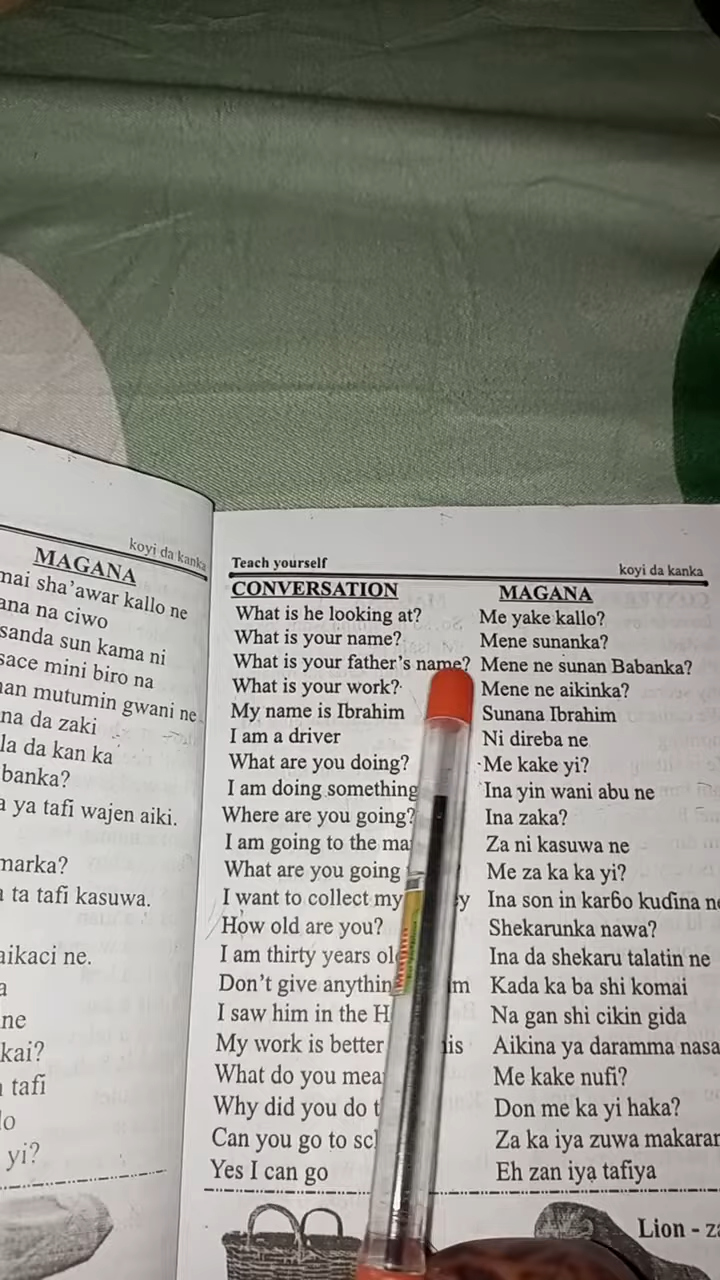 koyi da kanka
MAGANA
mai sha'awar kallo ne
ana na ciwo
sanda sun kama ni
sace mini biro na
nan mutumin gwani ne
na da zaki
la da kan ka
banka?
a ya tafi wajen aiki.
marka?
ta tafi kasuwa.
aikaci ne.
a
ne
kai?
tafi
lo
yi?
Teach yourself koyi da kanka
CONVERSATION MAGANA
What is he looking at? Me yake kallo?
What is your name? Mene sunanka?
What is your father's name? Mene ne sunan Babanka?
What is your work? Mene ne aikinka?
My name is Ibrahim Sunana Ibrahim
I am a driver Ni direba ne
What are you doing? Me kake yi?
I am doing something Ina yin wani abu ne
Where are you going? Ina zaka?
I am going to the ma Za ni kasuwa ne
What are you going Me za ka ka yi?
I want to collect my y Ina son in karɓo kuɗina n
How old are you? Shekarunka nawa?
I am thirty years ol Ina da shekaru talatin ne
Don't give anythin m Kada ka ba shi komai
I saw him in the H Na gan shi cikin gida
My work is better is Aikina ya daramma nasa
What do you mea Me kake nufi?
Why did you do t Don me ka yi haka?
Can you go to sc Za ka iya zuwa makarar
Yes I can go Eh zan iya tafiya
Lion - za